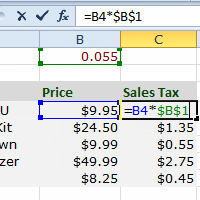 =B4*$B$1
B C
0.055
Price Sales Tax
U $9.95 =B4*$B$1
Kit $24.50 $1.35
wn $9.99 $0.55
zer $49.99 $2.75
$8.25 $0.45